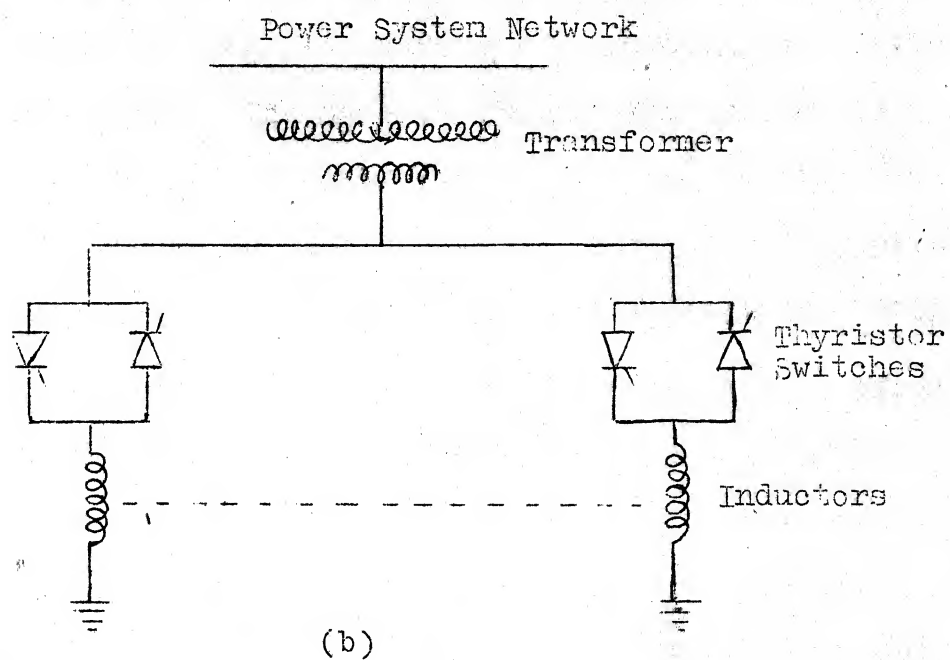 Power System Network
Transformer
Thyristor
Switches
Inductors
(b)